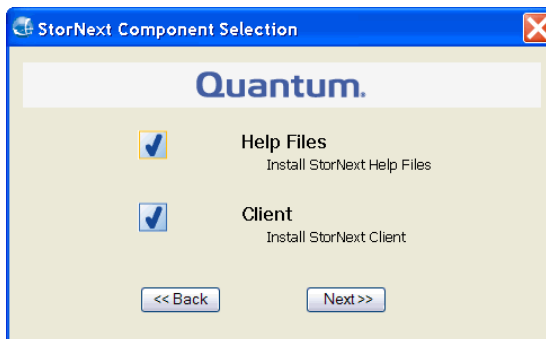 StorNext Component Selection
Quantum.
Help Files
Install StorNext Help Files
Client
Install StorNext Client
<< Back
Next >>